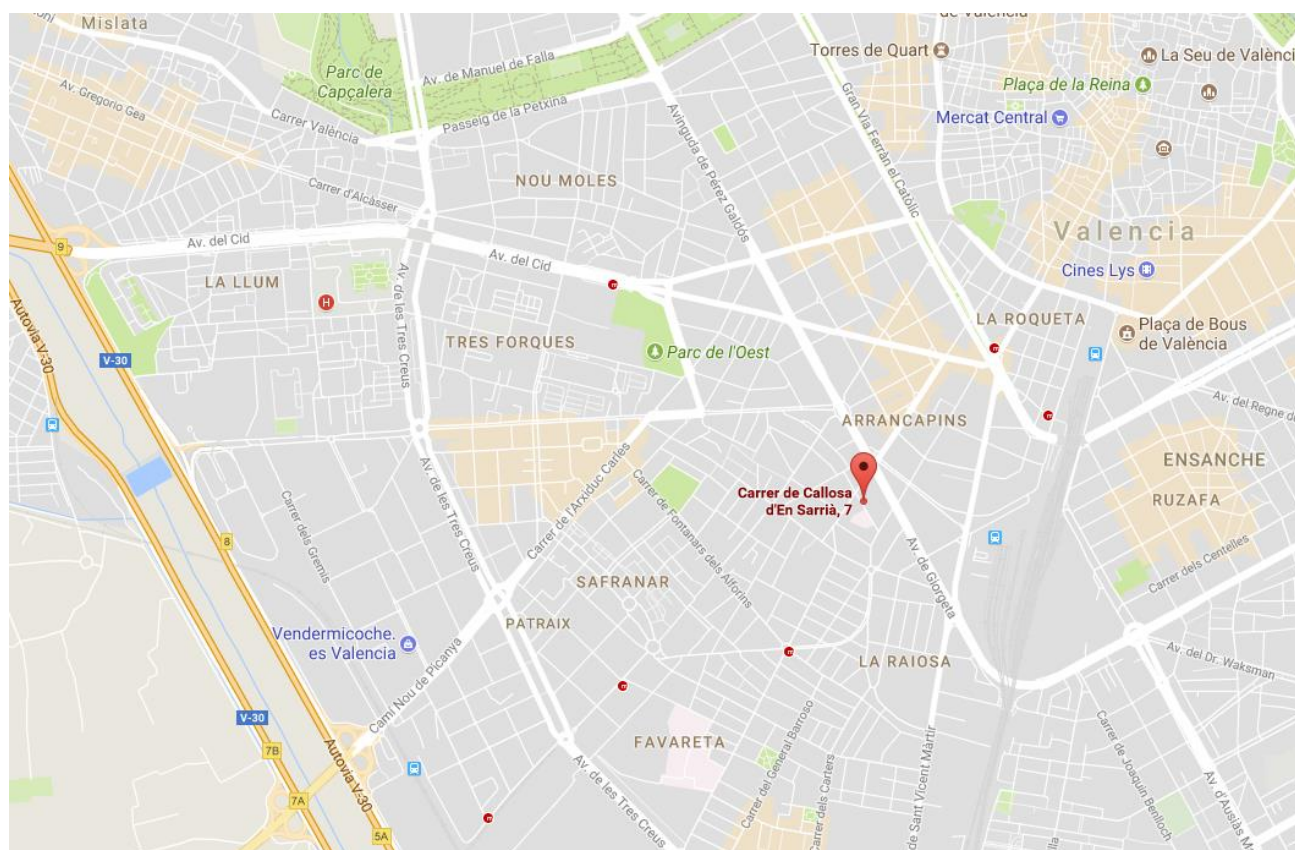 Mislata
de València
Torres de Quart
La Seu de Valènci
Parc de
Capçalera
Av. de Manuel de Falla
Plaça de la Reina
Av. Gregorio Gea
Carrer València
Passeig de la Petxina
Avinguda de Pérez Galdós
Gran Via Ferràn el Catòlic
Mercat Central
Carrer d'Alcàsser
NOU MOLES
9
Av. del Cid
Av. del Cid
Valencia
Cines Lys
LA LLUM
H
Av. de les Tres Creus
TRES FORQUES
Parc de l'Oest
LA ROQUETA
Plaça de Bous
de València
Autovia V-30
V-30
ARRANCAPINS
Av. del Regne de
ENSANCHE
RUZAFA
Carrer de Callosa
d'En Sarrià, 7
Av. de les Tres Creus
Carrer de l'Arxiduc Carles
Carrer de Fontanars dels Alforins
Carrer dels Gremis
8
Av. de Giorgeta
Carrer dels Centelles
SAFRANAR
PATRAIX
Vendermicoche.
es Valencia
LA RAIOSA
Av. del Dr. Waksman
Camí Nou de Picanya
V-30
7B
Autovia V-30
7A
5A
FAVARETA
Av. de les Tres Creus
Carrer del General Barroso
Carrer dels Carters
de Sant Vicent Màrtir
Carrer de Joaquin Benlloch
Av. d'Ausiàs M